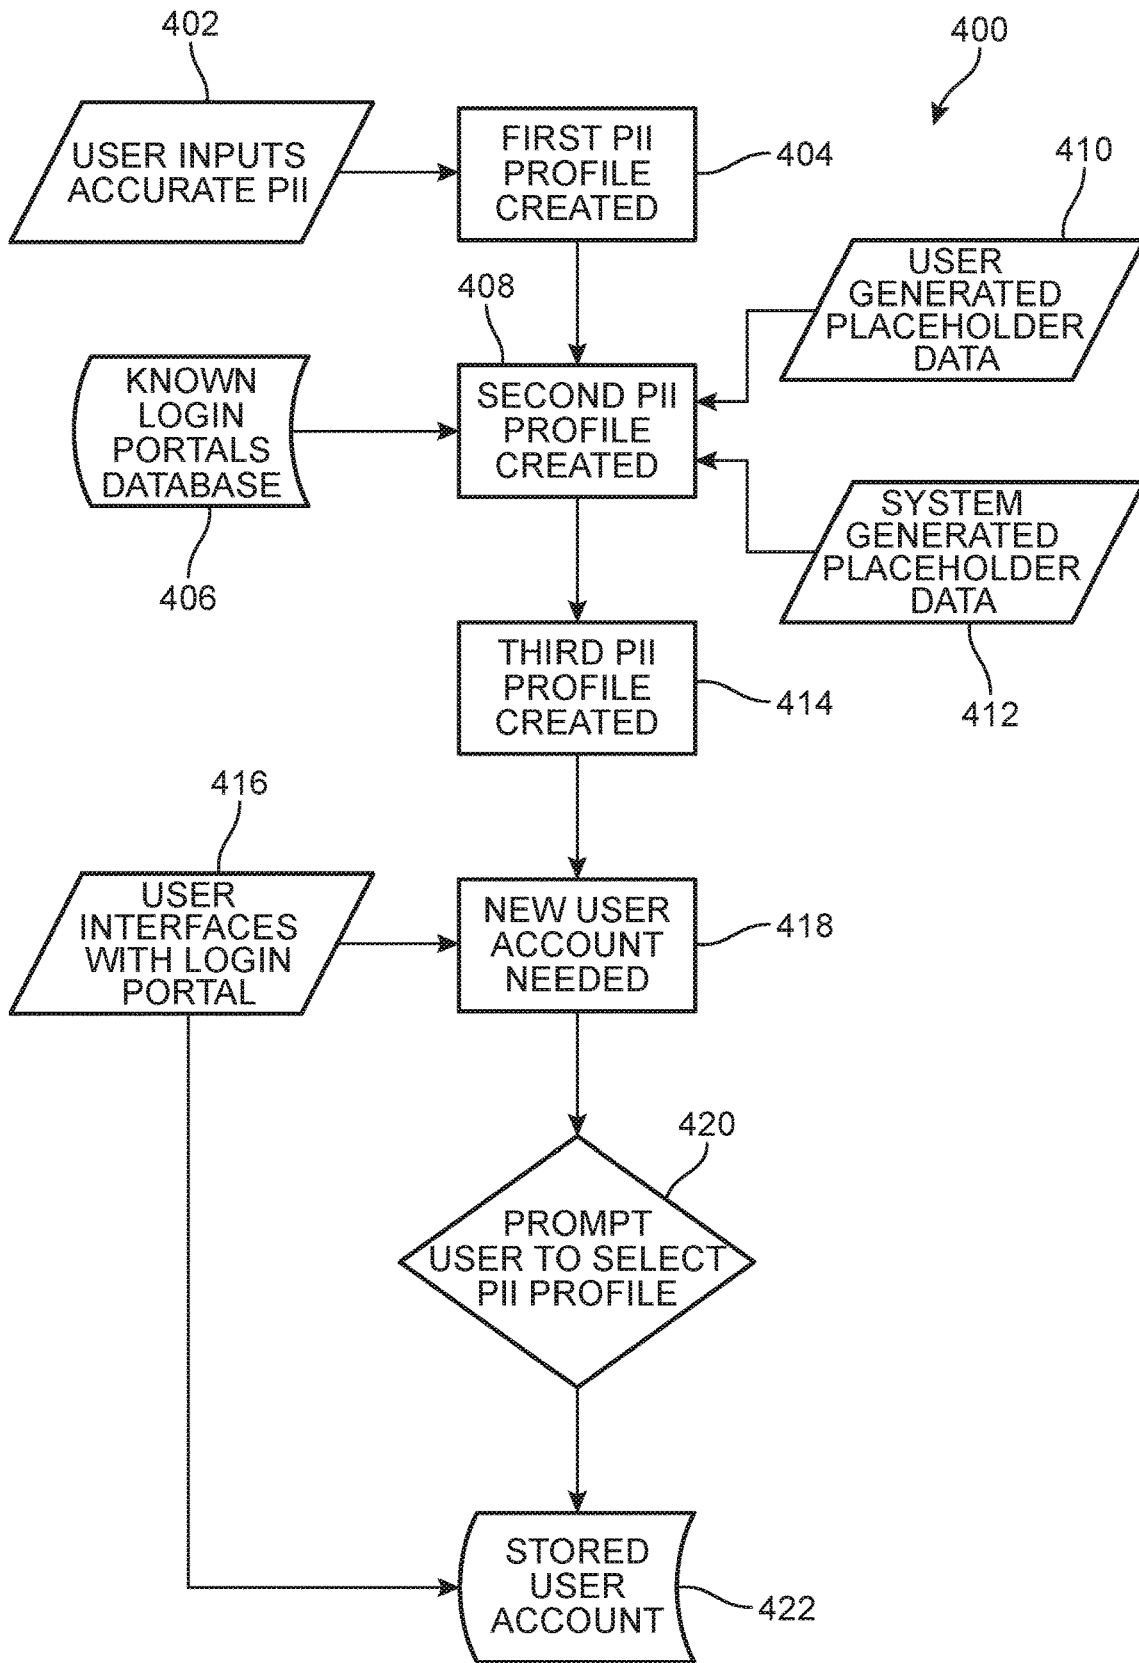 402
400
USER INPUTS
ACCURATE PII
FIRST PII
PROFILE
CREATED
404
410
USER
GENERATED
PLACEHOLDER
DATA
408
KNOWN
LOGIN
PORTALS
DATABASE
SECOND PII
PROFILE
CREATED
406
SYSTEM
GENERATED
PLACEHOLDER
DATA
412
THIRD PII
PROFILE
CREATED
414
416
USER
INTERFACES
WITH LOGIN
PORTAL
NEW USER
ACCOUNT
NEEDED
418
420
PROMPT
USER TO SELECT
PII PROFILE
STORED
USER
ACCOUNT
422